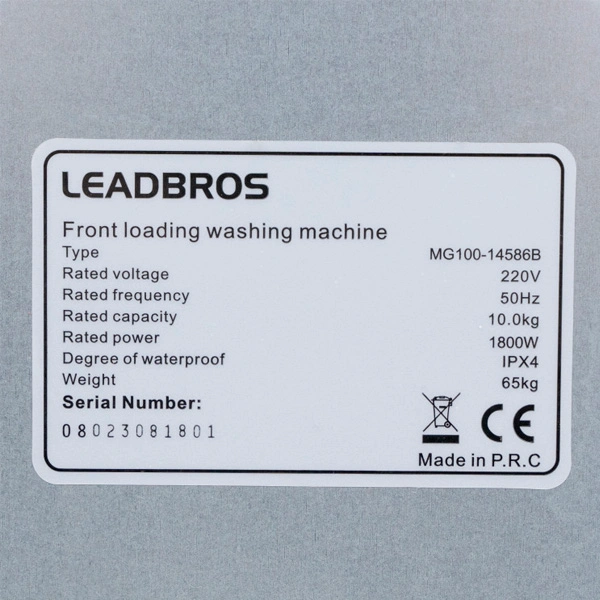 LEADBROS
Front loading washing machine
Type MG100-14586B
Rated voltage 220V
Rated frequency 50Hz
Rated capacity 10.0kg
Rated power 1800W
Degree of waterproof IPX4
Weight 65kg
Serial Number:
08023081801
CE
Made in P.R.C